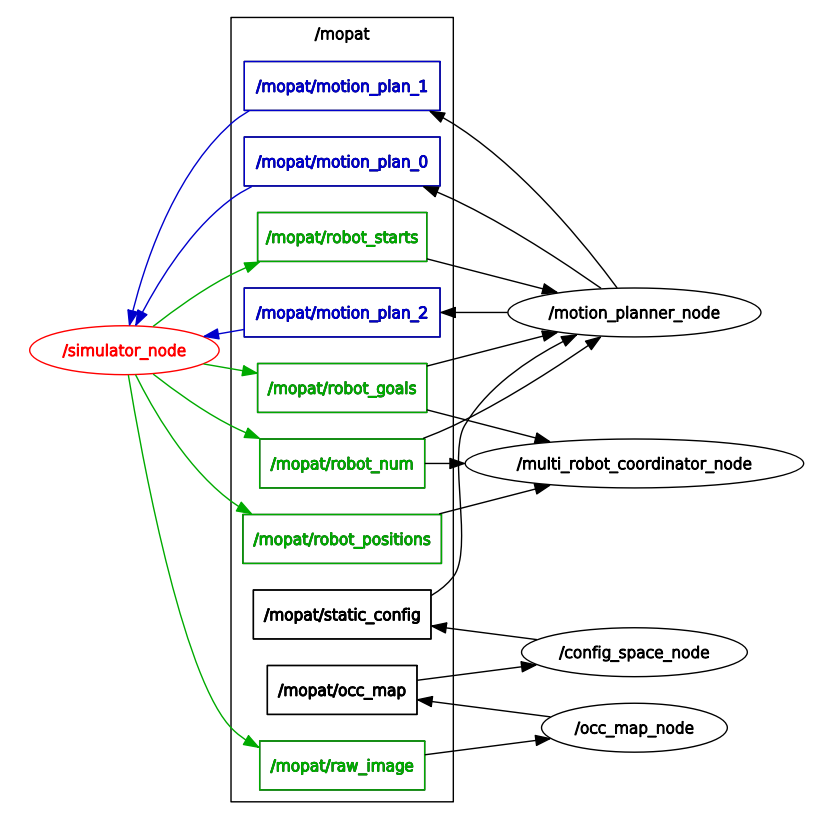 /mopat
/mopat/motion_plan_1
/mopat/motion_plan_0
/mopat/robot_starts
/mopat/motion_plan_2
/motion_planner_node
/simulator_node
/mopat/robot_goals
/mopat/robot_num
/multi_robot_coordinator_node
/mopat/robot_positions
/mopat/static_config
/config_space_node
/mopat/occ_map
/occ_map_node
/mopat/raw_image